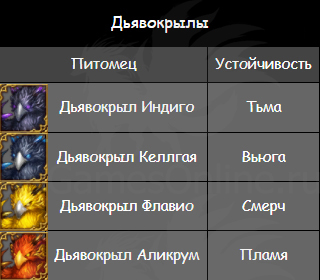 Дьявокрылы
Питомец Устойчивость
Дьявокрыл Индиго Тьма
Дьявокрыл Келлгая Вьюга
Дьявокрыл Флавио Смерч
Дьявокрыл Аликрум Пламя